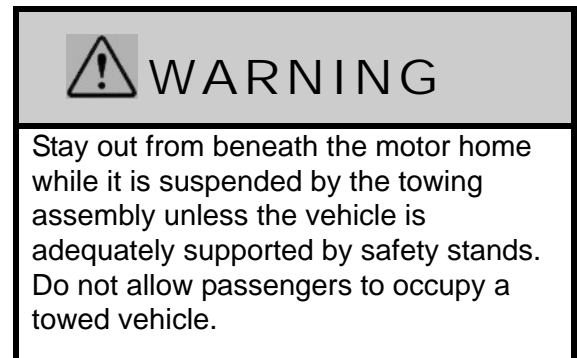 WARNING
Stay out from beneath the motor home
while it is suspended by the towing
assembly unless the vehicle is
adequately supported by safety stands.
Do not allow passengers to occupy a
towed vehicle.